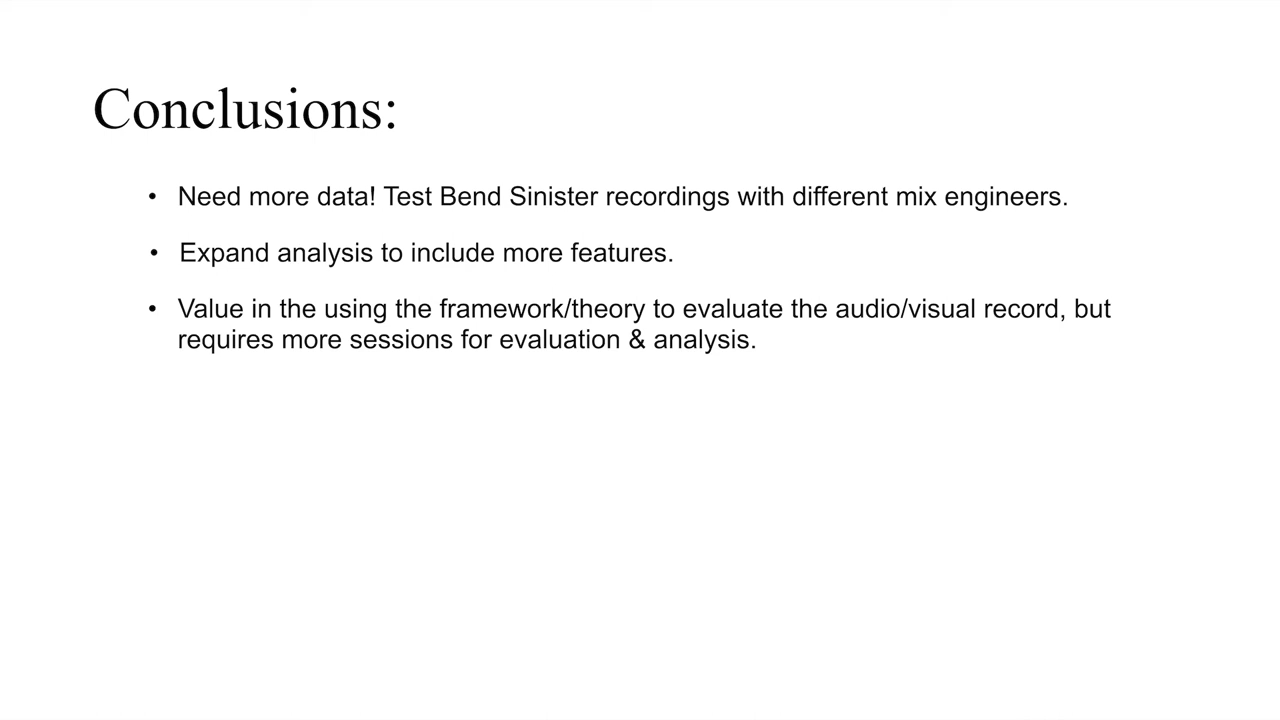 Conclusions:
• Need more data! Test Bend Sinister recordings with different mix engineers.
• Expand analysis to include more features.
• Value in the using the framework/theory to evaluate the audio/visual record, but
requires more sessions for evaluation & analysis.